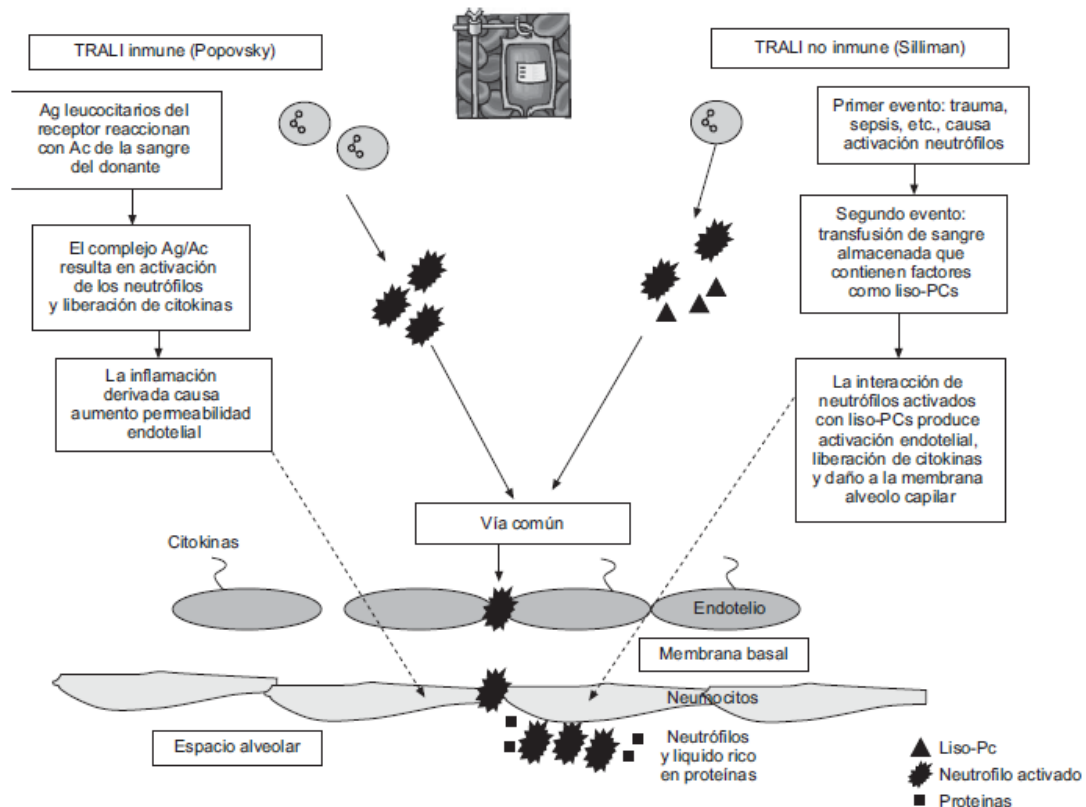 TRALI inmune (Popovsky)
TRALI no inmune (Silliman)
Ag leucocitarios del
receptor reaccionan
con Ac de la sangre
del donante
El complejo Ag/Ac
resulta en activación
de los neutrófilos
y liberación de citokinas
La inflamación
derivada causa
aumento permeabilidad
endotelial
Primer evento: trauma,
sepsis, etc., causa
activación neutrófilos
Segundo evento:
transfusión de sangre
almacenada que
contienen factores
como liso-PCs
La interacción de
neutrófilos activados
con liso-PCs produce
activación endotelial,
liberación de citokinas
y daño a la membrana
alveolo capilar
Vía común
Citokinas
Endotelio
Membrana basal
Neumocitos
Espacio alveolar
Neutrófilos
y liquido rico
en proteínas
Liso-Pc
Neutrofilo activado
Proteinas